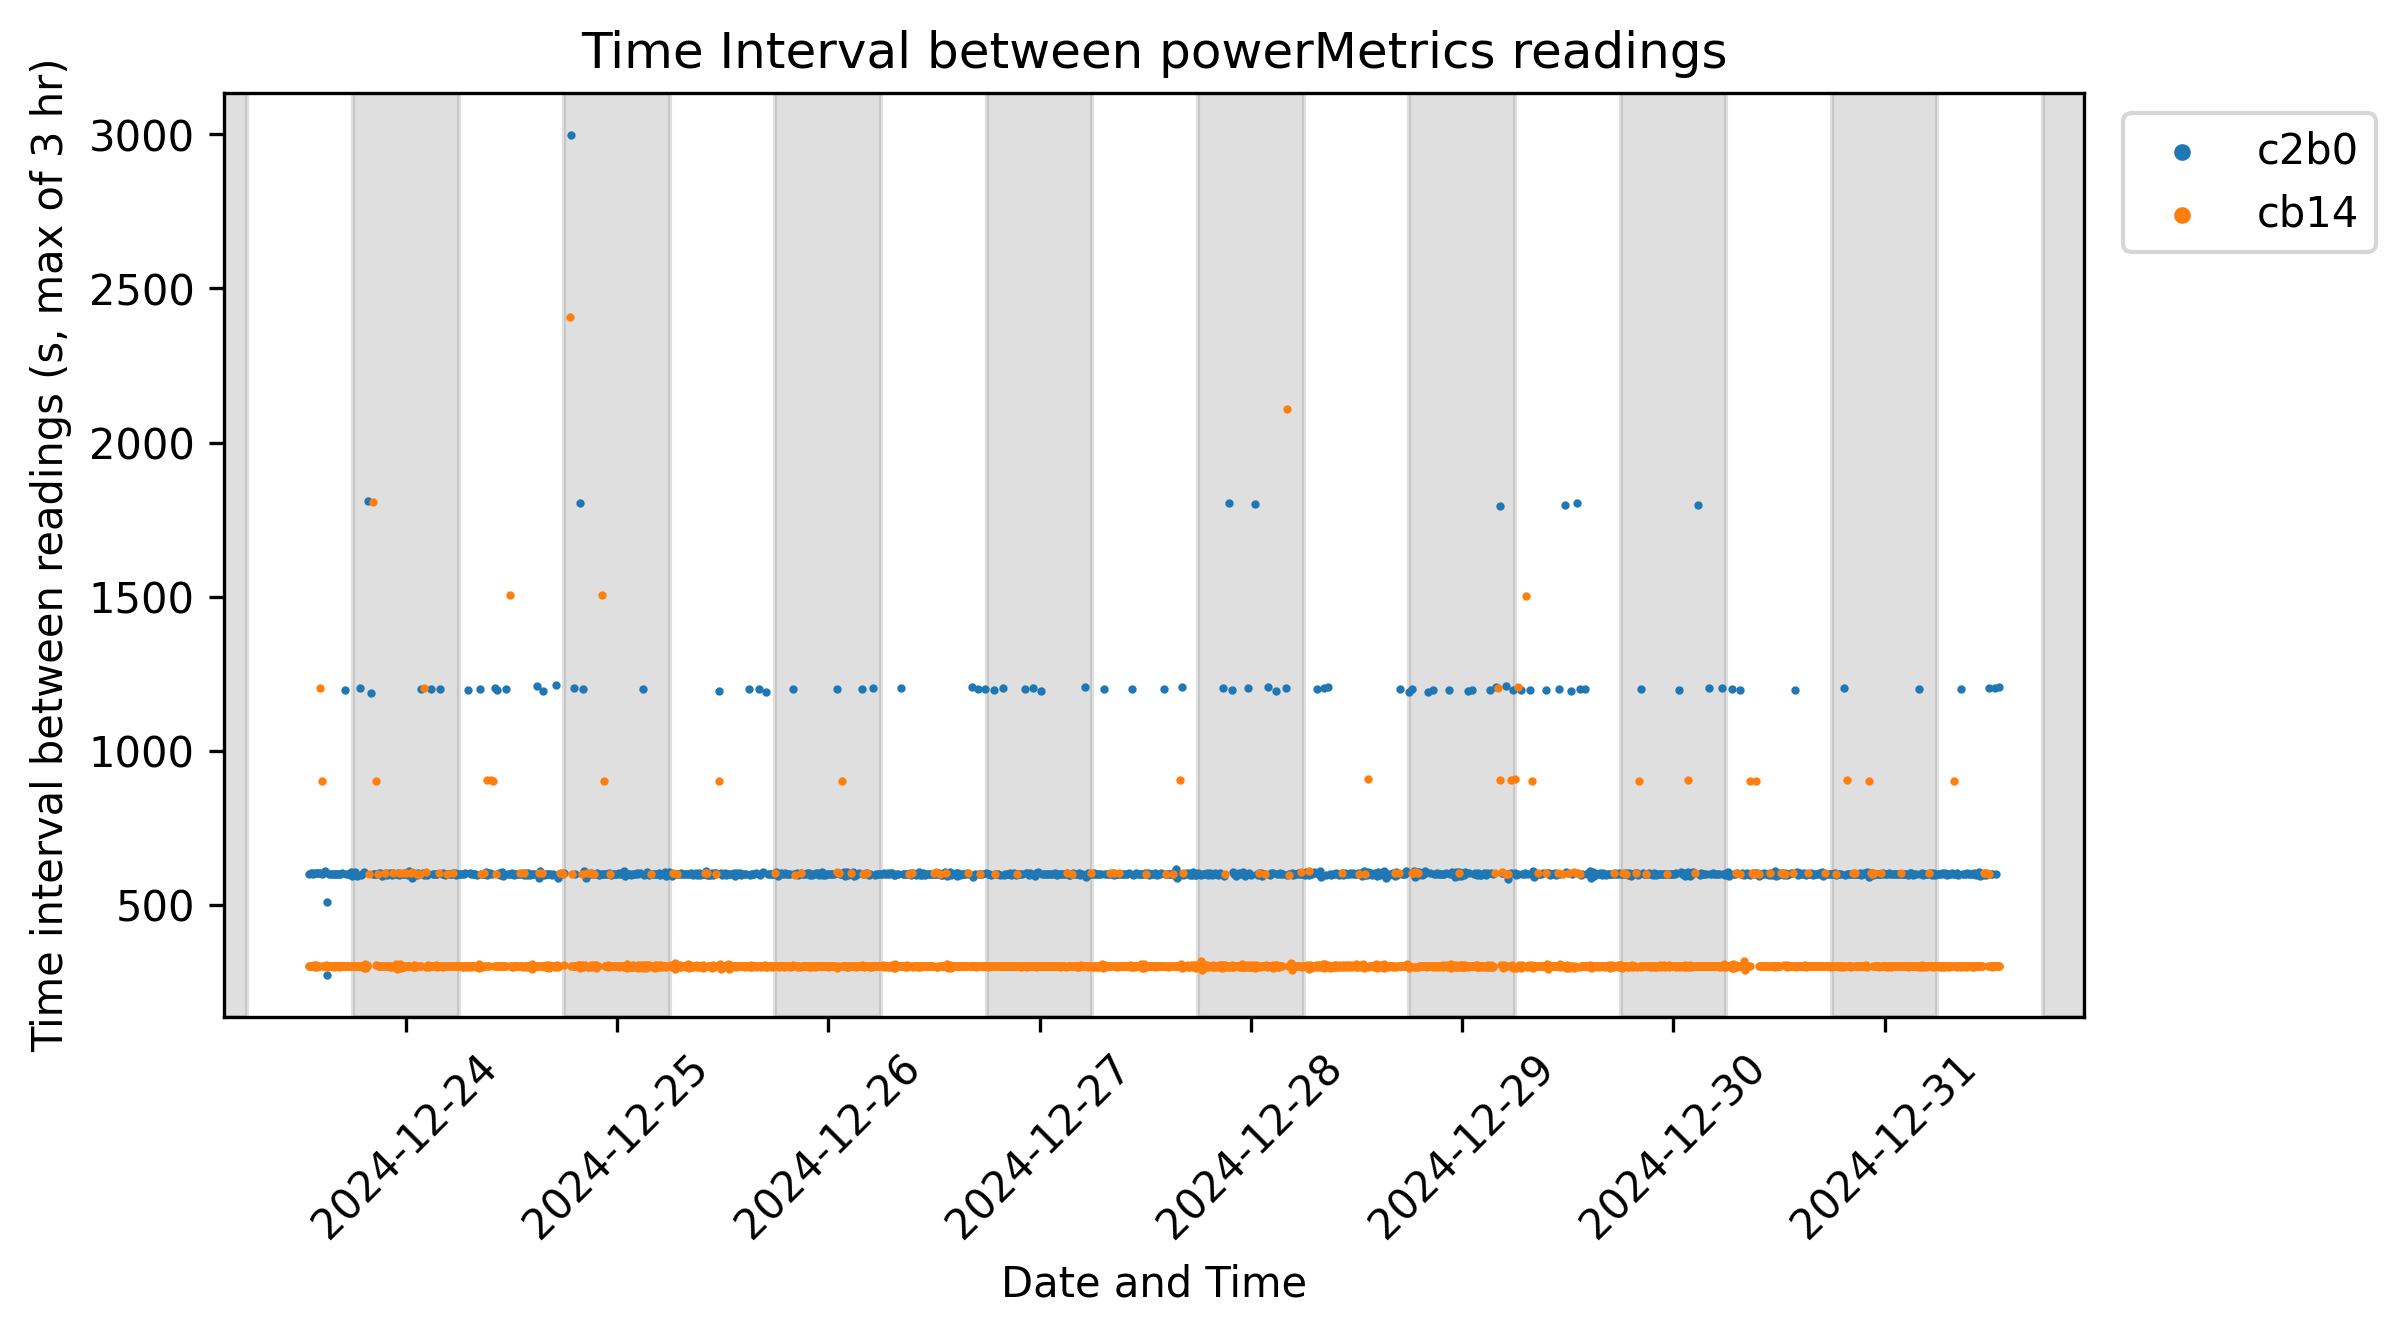 Time Interval between powerMetrics readings
Time interval between readings (s, max of 3 hr)
3000
2500
2000
1500
1000
500
2024-12-24
2024-12-25
2024-12-26
2024-12-27
2024-12-28
2024-12-29
2024-12-30
2024-12-31
Date and Time
c2b0
cb14